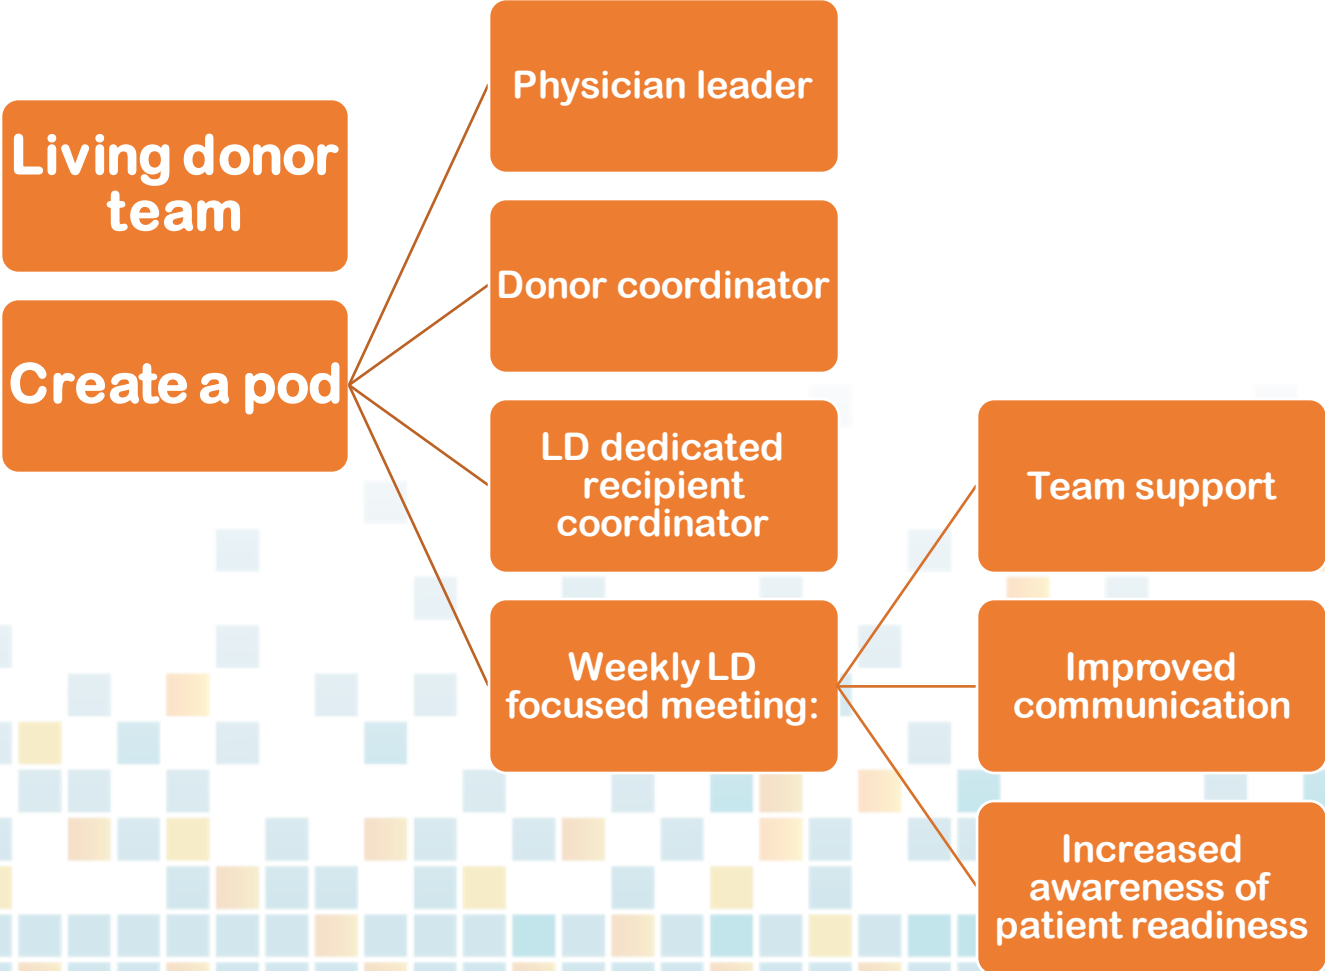 Living donor
team
Create a pod
Physician leader
Donor coordinator
LD dedicated
recipient
coordinator
Weekly LD
focused meeting:
Team support
Improved
communication
Increased
awareness of
patient readiness